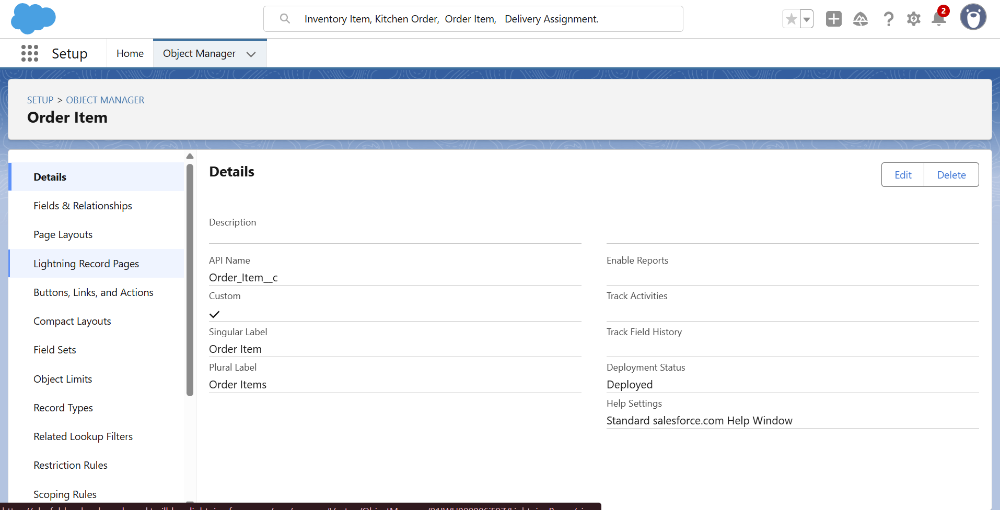 Inventory Item, Kitchen Order,  Order Item,   Delivery Assignment.
2
Setup
Home
Object Manager
SETUP > OBJECT MANAGER
Order Item
Details
Fields & Relationships
Page Layouts
Lightning Record Pages
Buttons, Links, and Actions
Compact Layouts
Field Sets
Object Limits
Record Types
Related Lookup Filters
Restriction Rules
Scoping Rules
Details
Edit
Delete
Description
API Name
Order_Item__c
Custom
Singular Label
Order Item
Plural Label
Order Items
Enable Reports
Track Activities
Track Field History
Deployment Status
Deployed
Help Settings
Standard salesforce.com Help Window